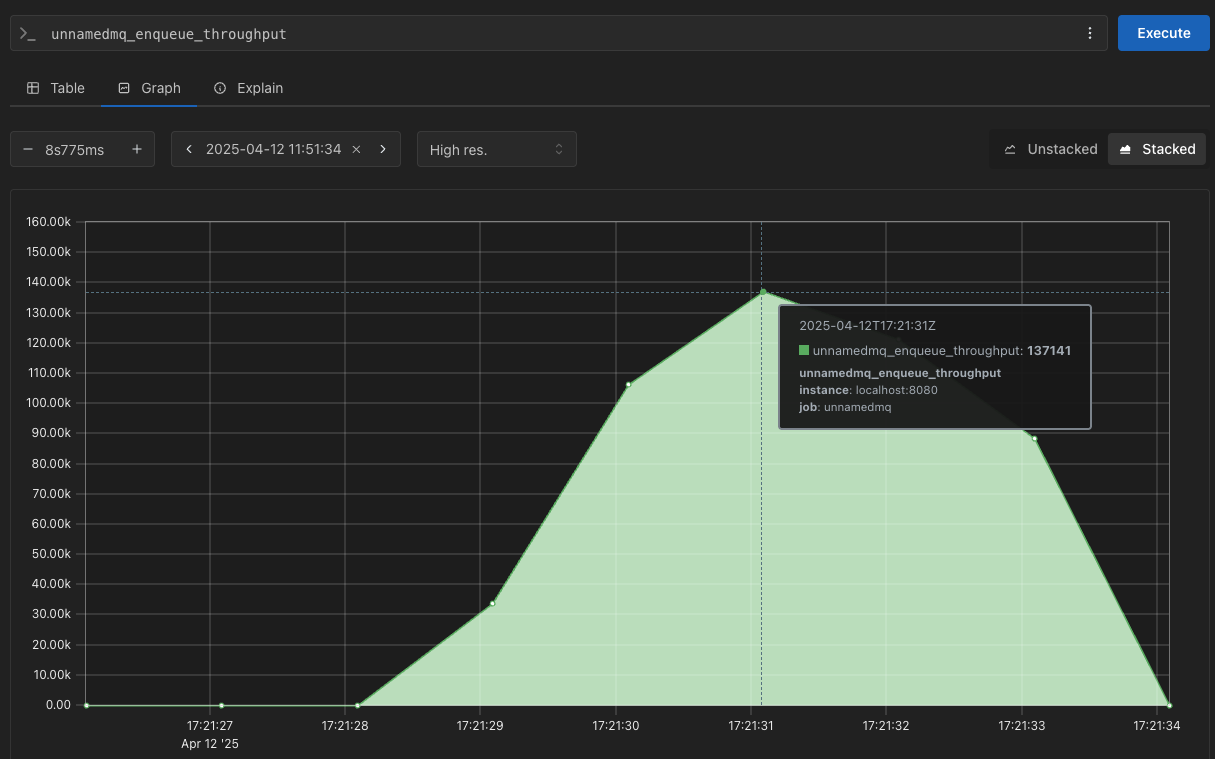 >_ unnamedmq_enqueue_throughput
Execute
Table Graph Explain
8s775ms
2025-04-12 11:51:34
High res.
Unstacked Stacked
160.00k
150.00k
140.00k
130.00k
120.00k
110.00k
100.00k
90.00k
80.00k
70.00k
60.00k
50.00k
40.00k
30.00k
20.00k
10.00k
0.00
2025-04-12T17:21:31Z
unnamedmq_enqueue_throughput: 137141
unnamedmq_enqueue_throughput
instance: localhost:8080
job: unnamedmq
17:21:27 17:21:28 17:21:29 17:21:30 17:21:31 17:21:32 17:21:33 17:21:34
Apr 12 '25